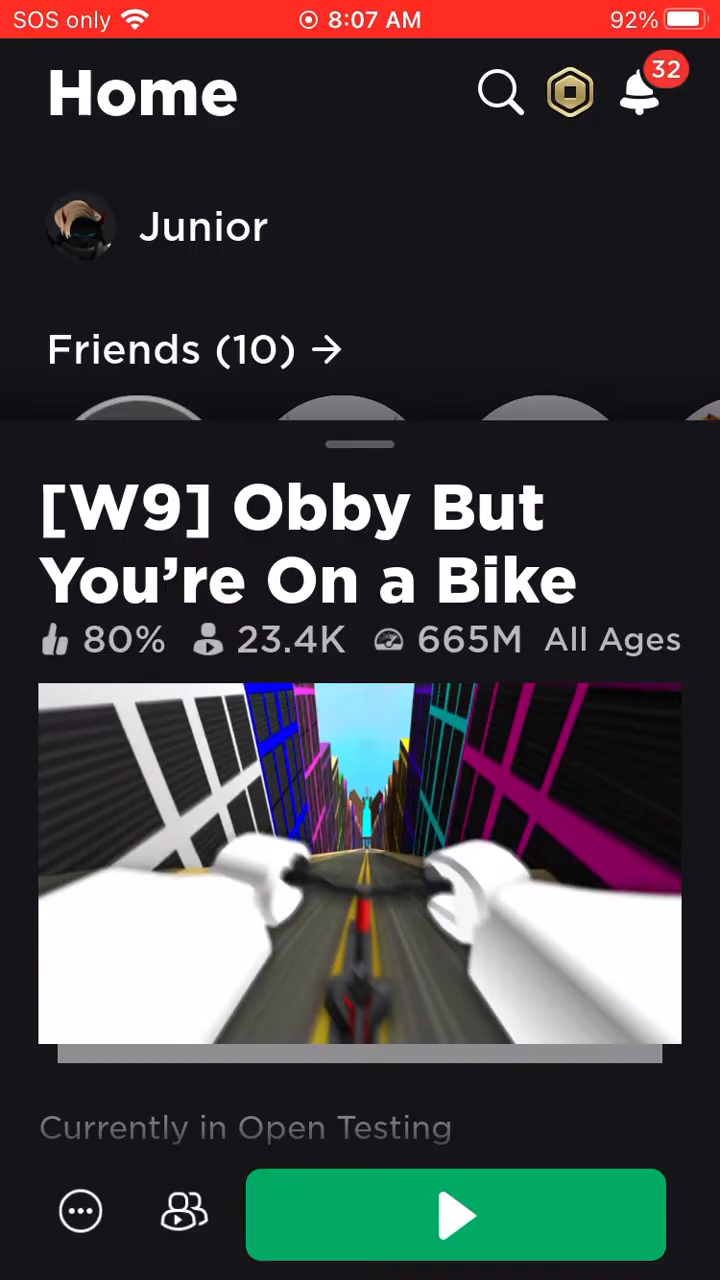 SOS only 8:07 AM 92%
Home 32
Junior
Friends (10) →
[W9] Obby But
You’re On a Bike
80% 23.4K 665M All Ages
Currently in Open Testing